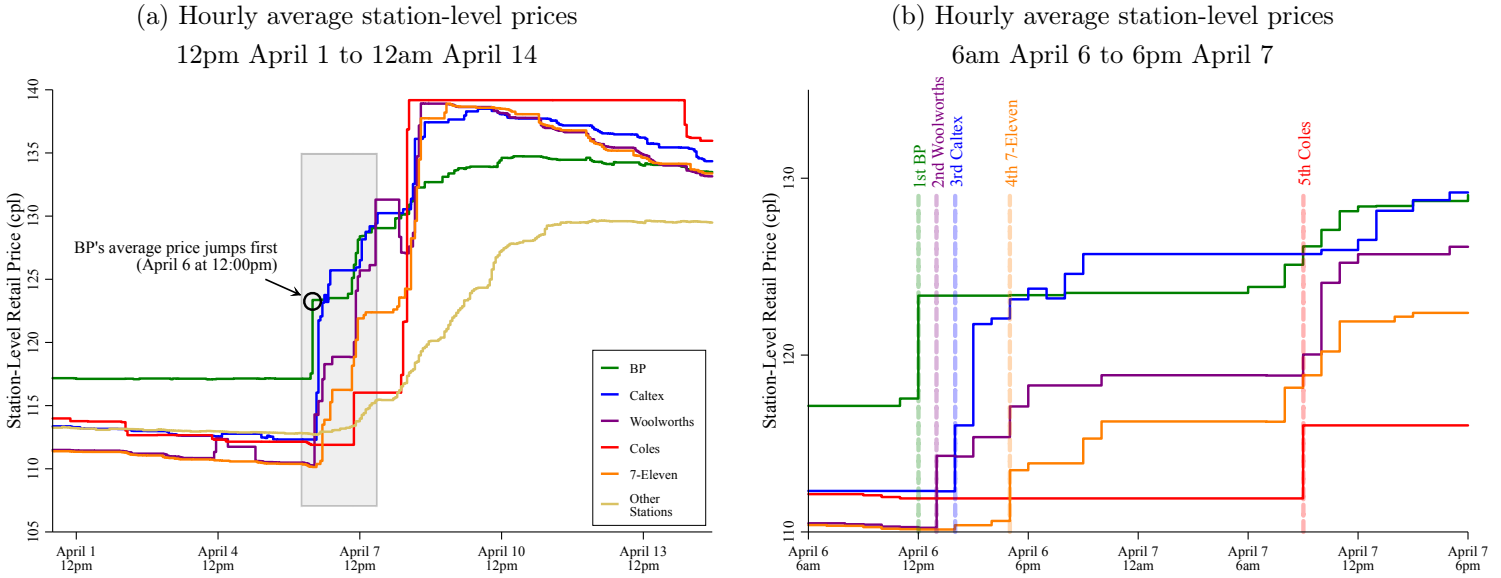 (a) Hourly average station-level prices
12pm April 1 to 12am April 14
Station-Level Retail Price (cpl)
140
135
130
125
120
115
110
105
BP's average price jumps first
(April 6 at 12:00pm)
BP
Caltex
Woolworths
Coles
7-Eleven
Other
Stations
April 1
12pm
April 4
12pm
April 7
12pm
April 10
12pm
April 13
12pm
(b) Hourly average station-level prices
6am April 6 to 6pm April 7
Station-Level Retail Price (cpl)
130
120
110
1st BP
2nd Woolworths
3rd Caltex
4th 7-Eleven
5th Coles
April 6
6am
April 6
12pm
April 6
6pm
April 7
12am
April 7
6am
April 7
12pm
April 7
6pm